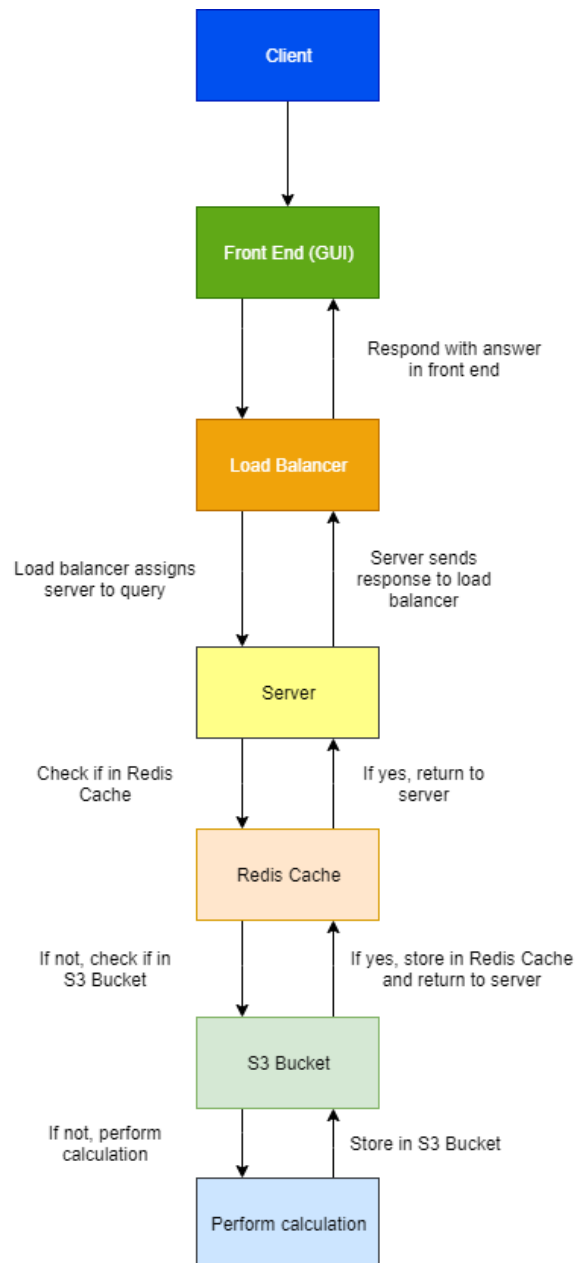 Client
Front End (GUI)
Respond with answer
in front end
Load Balancer
Load balancer assigns
server to query
Server sends
response to load
balancer
Server
Check if in Redis
Cache
If yes, return to
server
Redis Cache
If not, check if in
S3 Bucket
If yes, store in Redis Cache
and return to server
S3 Bucket
If not, perform
calculation
Store in S3 Bucket
Perform calculation